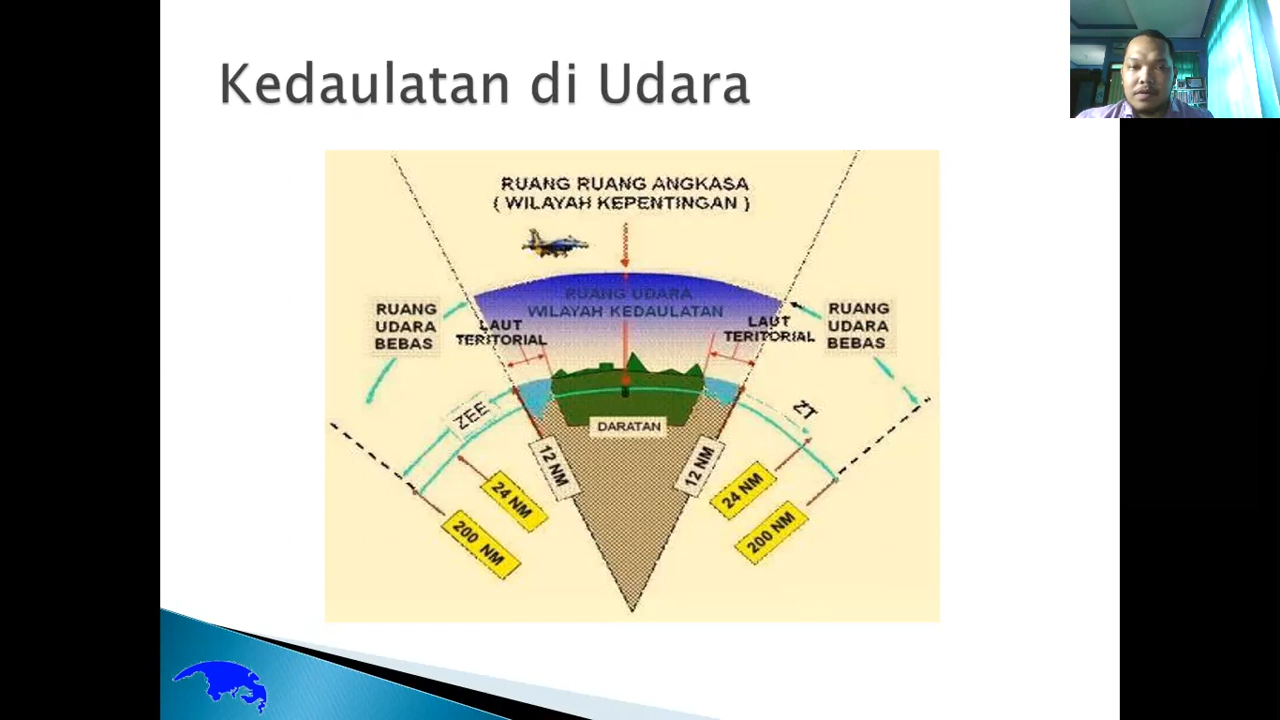 Kedaulatan di Udara
RUANG RUANG ANGKASA
( WILAYAH KEPENTINGAN )
RUANG UDARA
WILAYAH KEDAULATAN
RUANG
UDARA
BEBAS
LAUT
TERITORIAL
LAUT
TERITORIAL
RUANG
UDARA
BEBAS
ZEE
DARATAN
ZT
12 NM
12 NM
24 NM
24 NM
200 NM
200 NM